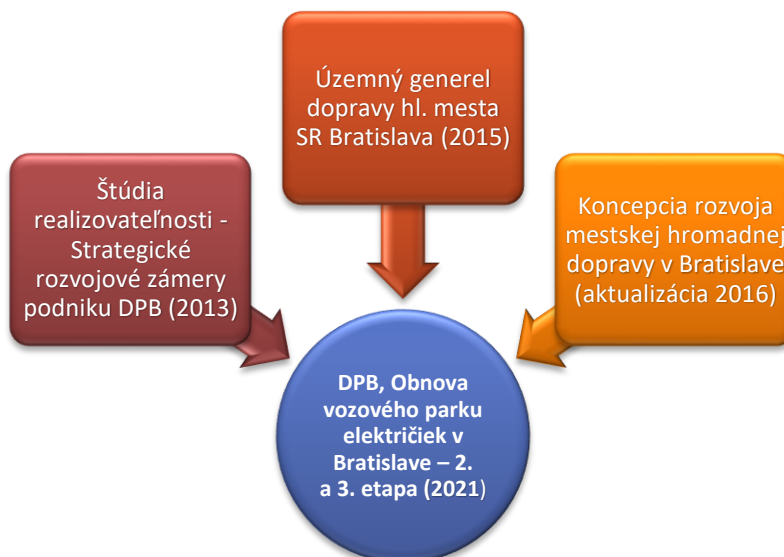 Územný generel
dopravy hl. mesta
SR Bratislava (2015)
Štúdia
realizovateľnosti -
Strategické
rozvojové zámery
podniku DPB (2013)
Koncepcia rozvoja
mestskej hromadnej
dopravy v Bratislave
(aktualizácia 2016)
DPB, Obnova
vozového parku
električiek v
Bratislave – 2.
a 3. etapa (2021)